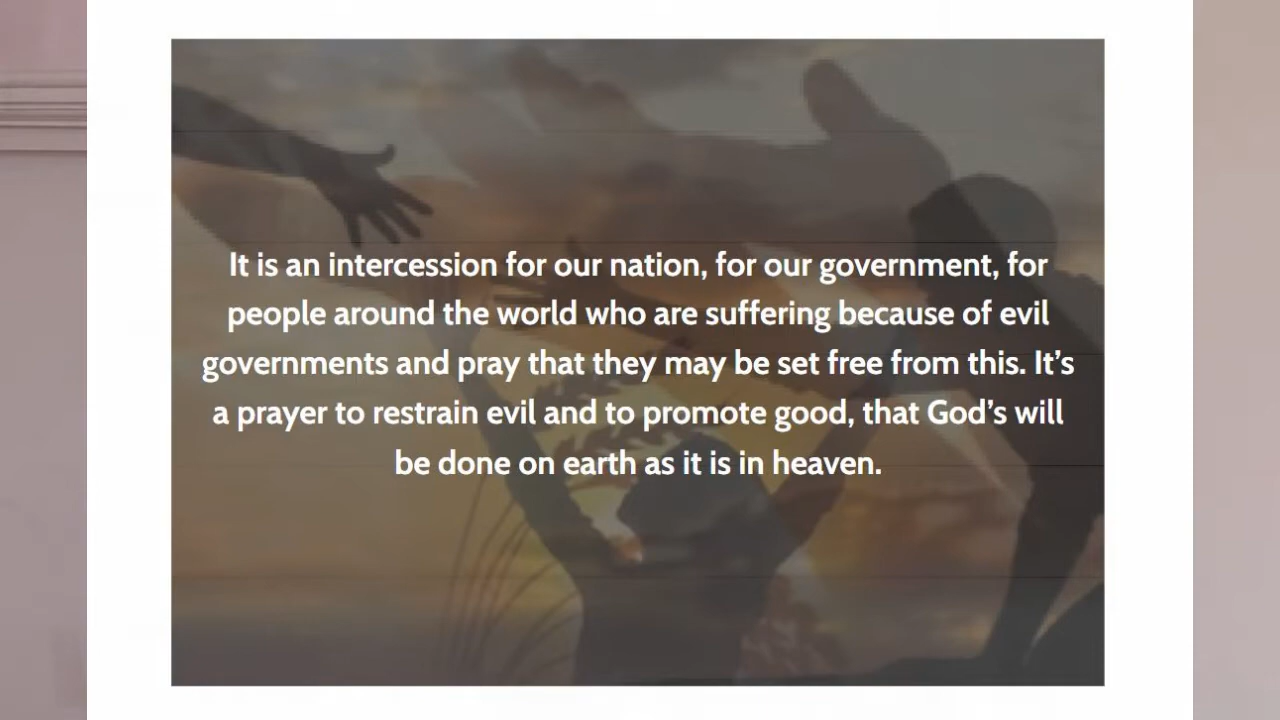 It is an intercession for our nation, for our government, for
people around the world who are suffering because of evil
governments and pray that they may be set free from this. It’s
a prayer to restrain evil and to promote good, that God’s will
be done on earth as it is in heaven.